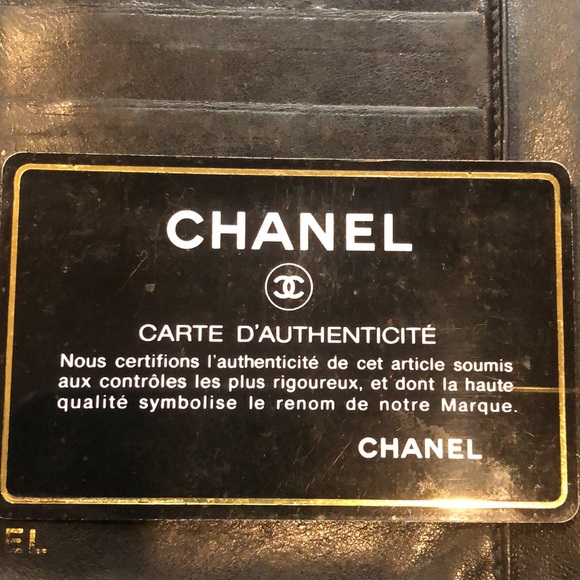 CHANEL
CARTE D'AUTHENTICITÉ
Nous certifions l'authenticité de cet article soumis
aux contrôles les plus rigoureux, et dont la haute
qualité symbolise le renom de notre Marque.
CHANEL
EL